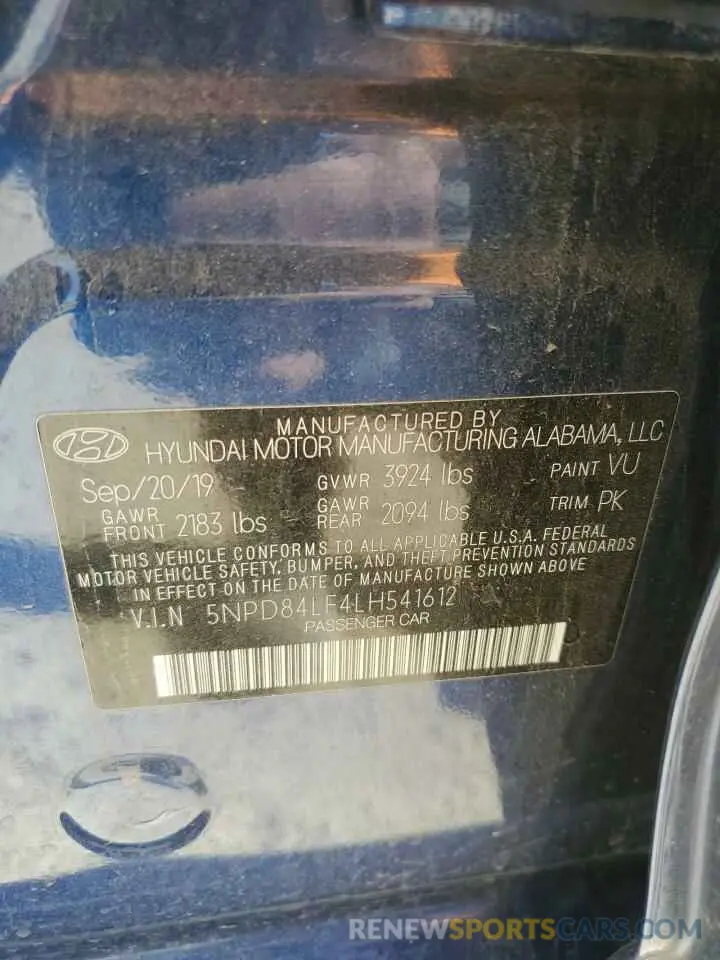 MANUFACTURED BY
HYUNDAI MOTOR MANUFACTURING ALABAMA, LLC
Sep/20/19 GVWR 3924 lbs PAINT VU
GAWR FRONT 2183 lbs GAWR REAR 2094 lbs TRIM PK
THIS VEHICLE CONFORMS TO ALL APPLICABLE U.S.A. FEDERAL
MOTOR VEHICLE SAFETY, BUMPER, AND THEFT PREVENTION STANDARDS
IN EFFECT ON THE DATE OF MANUFACTURE SHOWN ABOVE
V.I.N 5NPD84LF4LH541612
PASSENGER CAR
RENEWSPORTSCARS.COM